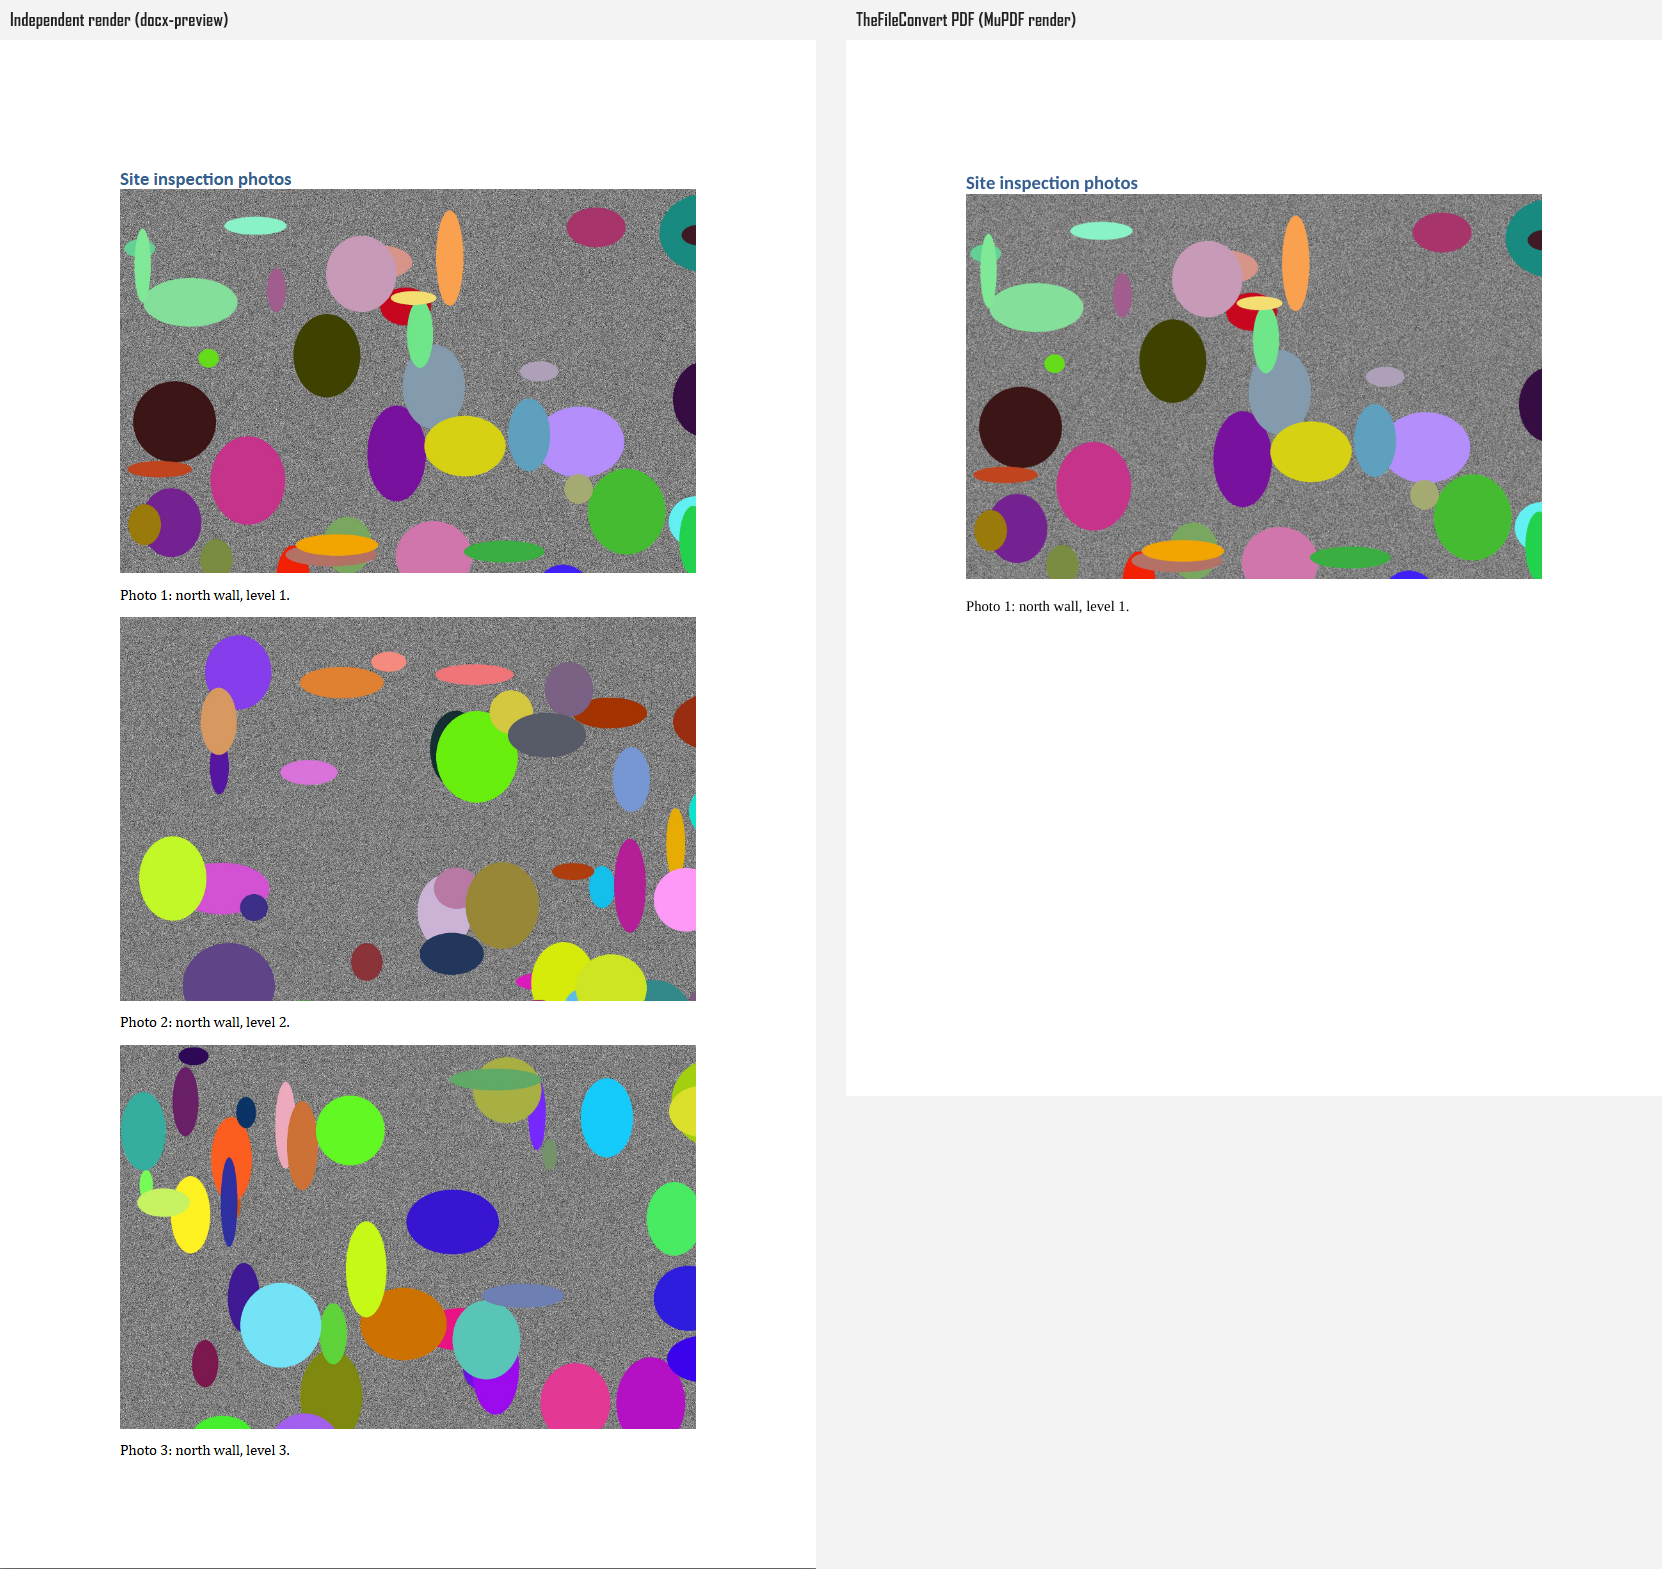 Independent render (docx-preview)
Site inspection photos
Photo 1: north wall, level 1.
Photo 2: north wall, level 2.
Photo 3: north wall, level 3.
TheFileConvert PDF (MuPDF render)
Site inspection photos
Photo 1: north wall, level 1.